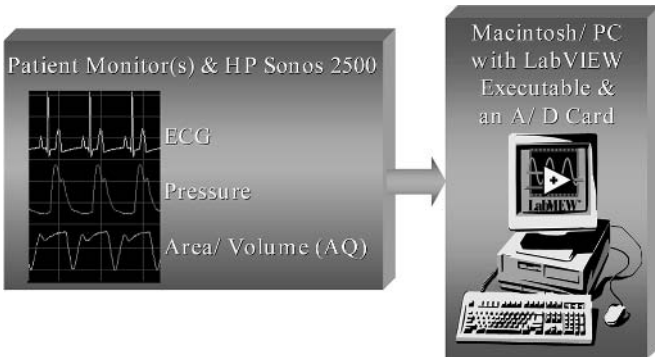 Patient Monitor(s) & HP Sonos 2500
ECG
Pressure
Area/ Volume (AQ)
Macintosh/ PC
with LabVIEW
Executable &
an A/ D Card
LabVIEW